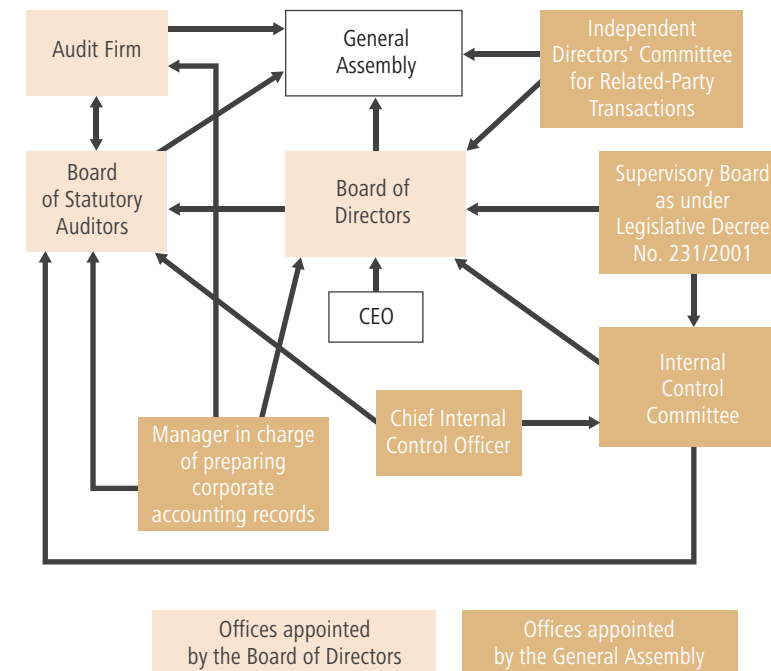 Audit Firm
General
Assembly
Independent
Directors' Committee
for Related-Party
Transactions
Board
of Statutory
Auditors
Board of
Directors
Supervisory Board
as under
Legislative Decree
No. 231/2001
CEO
Internal
Control
Committee
Chief Internal
Control Officer
Manager in charge
of preparing
corporate
accounting records
Offices appointed
by the Board of Directors
Offices appointed
by the General Assembly